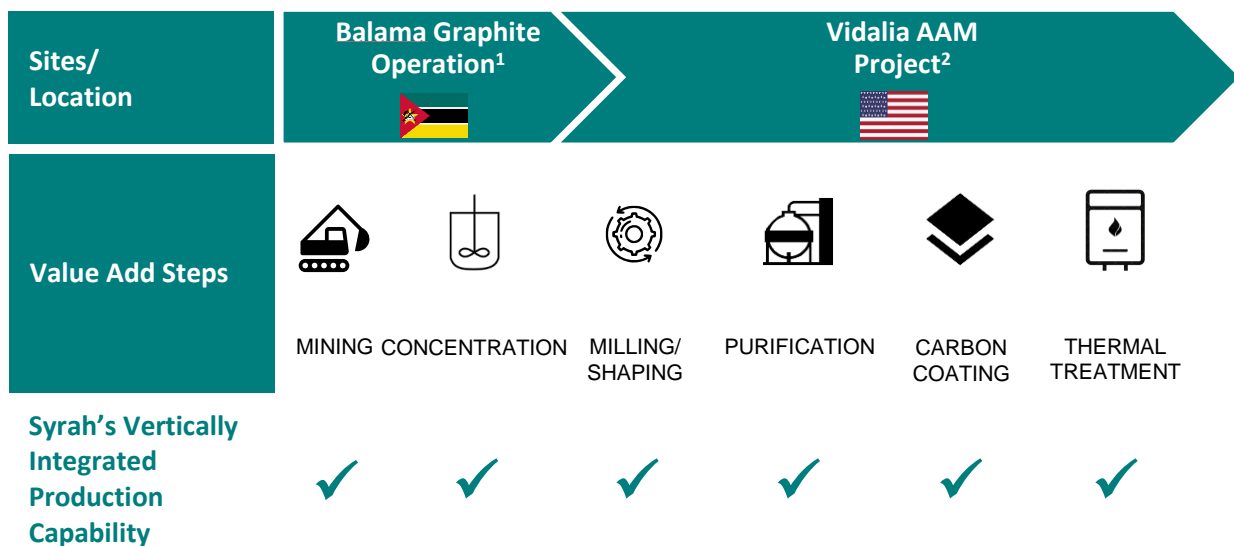 Sites/
Location
Balama Graphite
Operation1
Vidalia AAM
Project2
Value Add Steps
MINING
CONCENTRATION
MILLING/
SHAPING
PURIFICATION
CARBON
COATING
THERMAL
TREATMENT
Syrah's Vertically
Integrated
Production
Capability